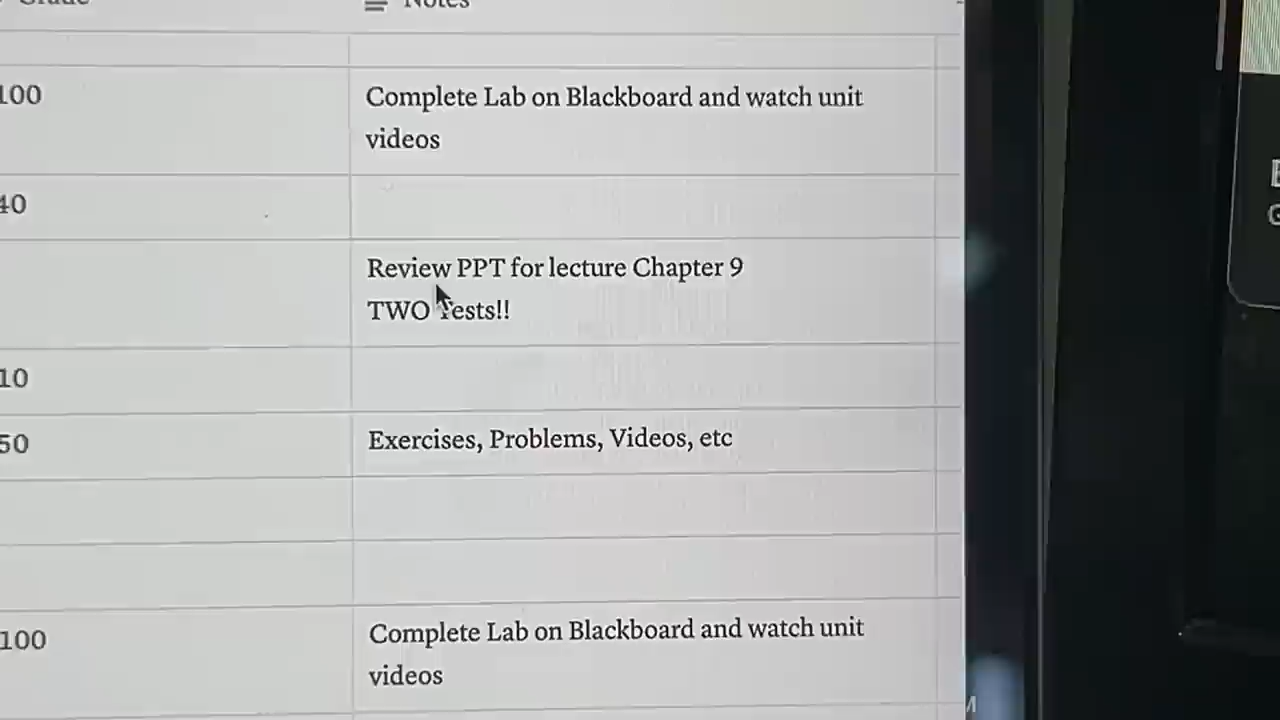 Grade
Notes
100
Complete Lab on Blackboard and watch unit
videos
40
Review PPT for lecture Chapter 9
TWO Tests!!
10
50
Exercises, Problems, Videos, etc
100
Complete Lab on Blackboard and watch unit
videos